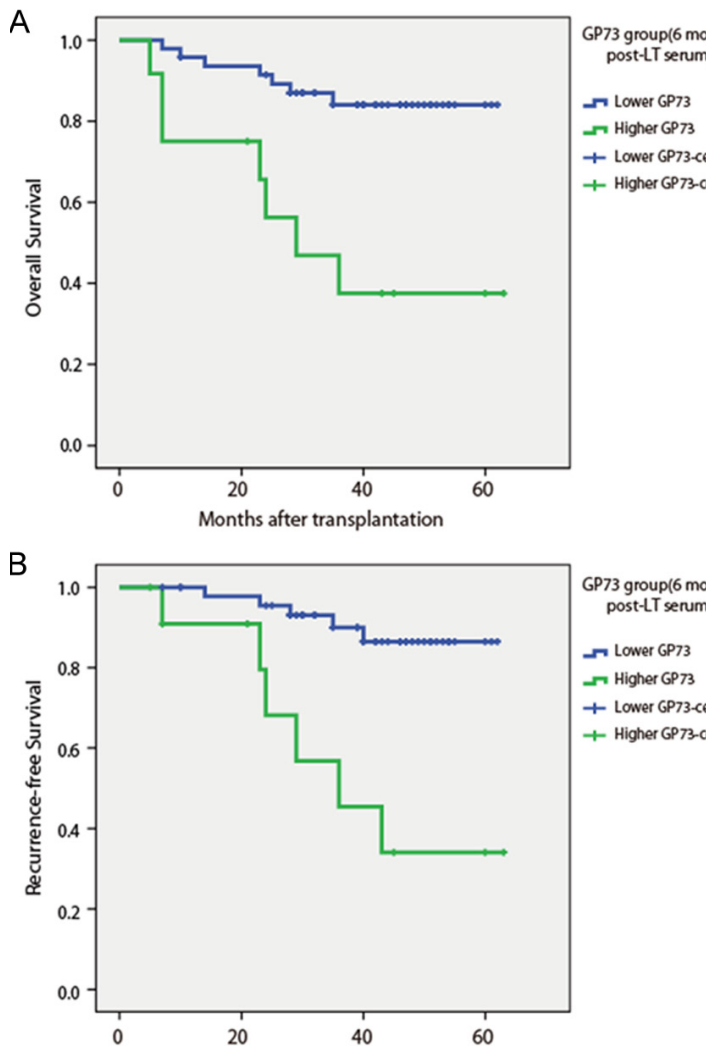 A
GP73 group(6 mo
post-LT serum
1.0
0.8
0.6
0.4
0.2
0.0
Overall Survival
Lower GP73
Higher GP73
Lower GP73-ce
Higher GP73-c
0 20 40 60
Months after transplantation
B
GP73 group(6 mo
post-LT serum
1.0
0.8
0.6
0.4
0.2
0.0
Recurrence-free Survival
Lower GP73
Higher GP73
Lower GP73-ce
Higher GP73-c
0 20 40 60